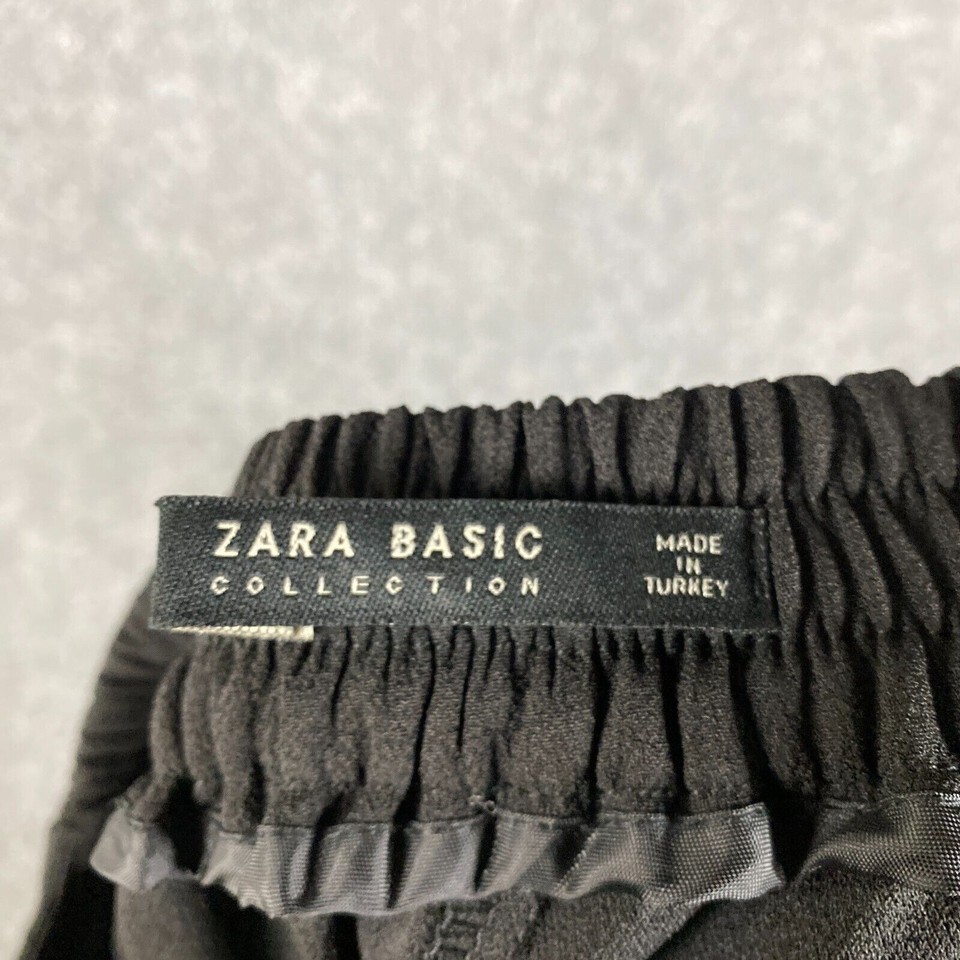 ZARA BASIC
COLLECTION
MADE
IN
TURKEY